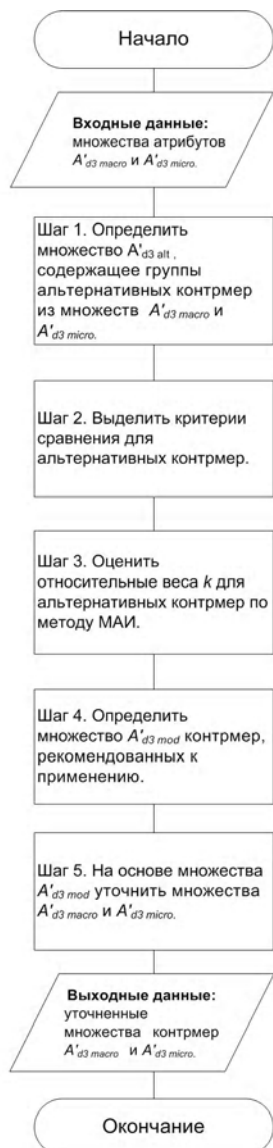 Начало
Входные данные:
множества атрибутов
A'd3 macro и A'd3 micro.
Шаг 1. Определить
множество A'd3 alt ,
содержащее группы
альтернативных контрмер
из множеств A'd3 macro и
A'd3 micro.
Шаг 2. Выделить критерии
сравнения для
альтернативных контрмер.
Шаг 3. Оценить
относительные веса k для
альтернативных контрмер по
методу МАИ.
Шаг 4. Определить
множество A'd3 mod контрмер,
рекомендованных к
применению.
Шаг 5. На основе множества
A'd3 mod уточнить множества
A'd3 macro и A'd3 micro.
Выходные данные:
уточненные
множества контрмер
A'd3 macro и A'd3 micro.
Окончание